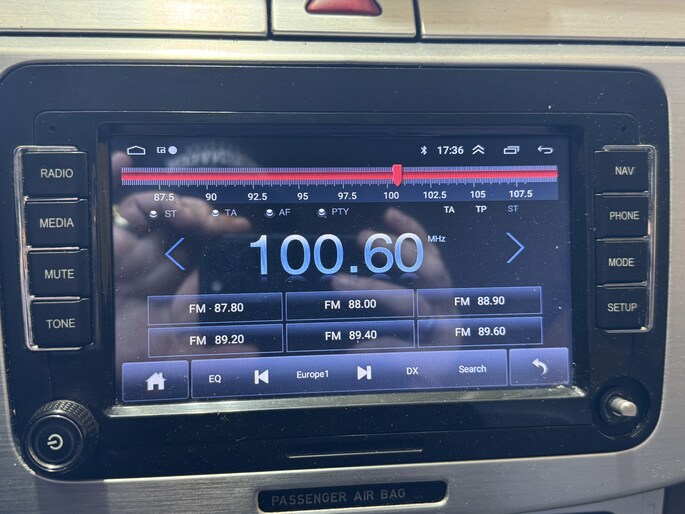 17:36
RADIO
MEDIA
MUTE
TONE
87.5 90 92.5 95 97.5 100 102.5 105 107.5
ST TA AF PTY TA TP ST
100.60 MHz
FM 87.80 FM 88.00 FM 88.90
FM 89.20 FM 89.40 FM 89.60
EQ Europe1 DX Search
NAV
PHONE
MODE
SETUP
PASSENGER AIR BAG